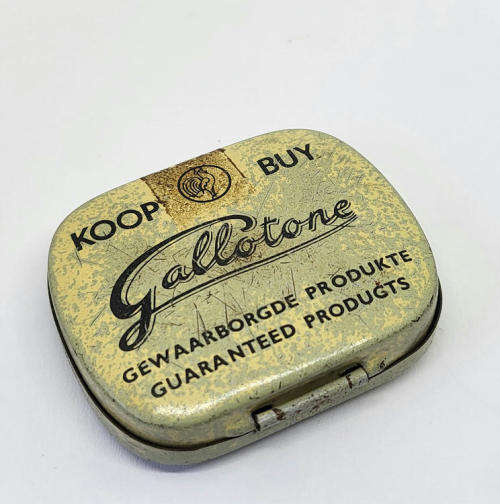 KOOP BUY
Gallotone
GEWAARBORGDE PRODUKTE
GUARANTEED PRODUCTS